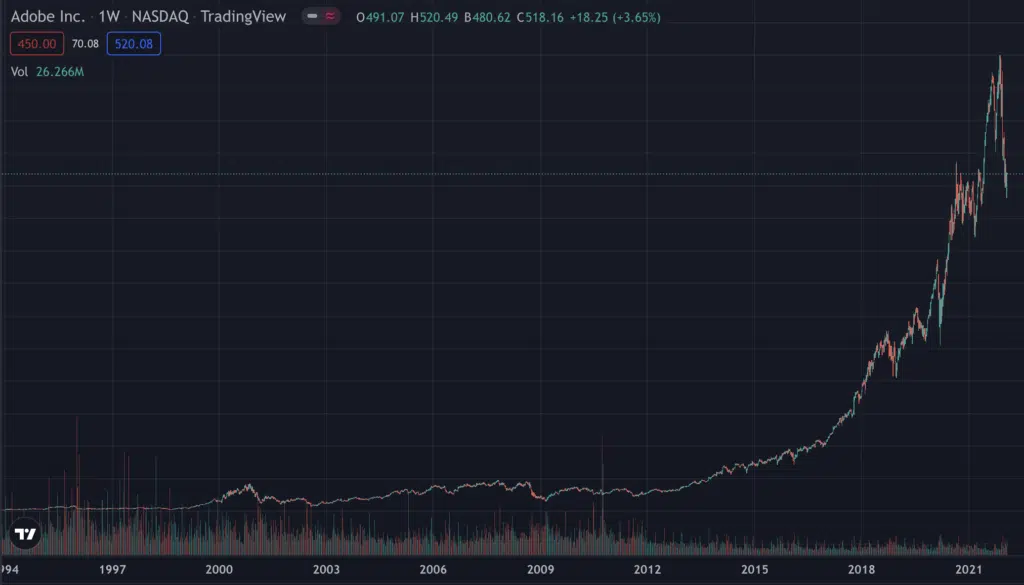 Adobe Inc. · 1W · NASDAQ · TradingView O491.07 H520.49 B480.62 C518.16 +18.25 (+3.65%)
450.00 70.08 520.08
Vol 26.266M
994 1997 2000 2003 2006 2009 2012 2015 2018 2021